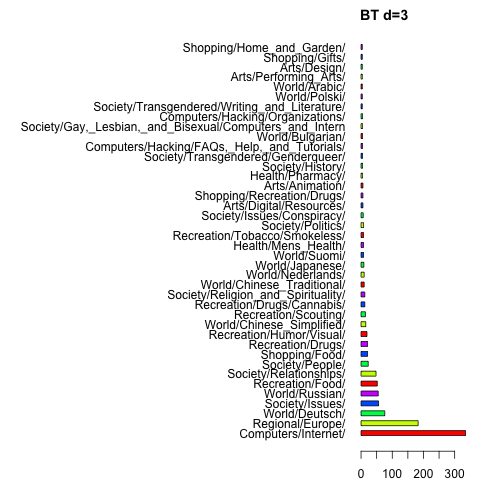 BT d=3
Shopping/Home_and_Garden/
Shopping/Gifts/
Arts/Design/
Arts/Performing_Arts/
World/Arabic/
World/Polski/
Society/Transgendered/Writing_and_Literature/
Computers/Hacking/Organizations/
Society/Gay,_Lesbian,_and_Bisexual/Computers_and_Intern
World/Bulgarian/
Computers/Hacking/FAQs,_Help,_and_Tutorials/
Society/Transgendered/Genderqueer/
Society/History/
Health/Pharmacy/
Arts/Animation/
Shopping/Recreation/Drugs/
Arts/Digital/Resources/
Society/Issues/Conspiracy/
Society/Politics/
Recreation/Tobacco/Smokeless/
Health/Mens_Health/
World/Suomi/
World/Japanese/
World/Nederlands/
World/Chinese_Traditional/
Society/Religion_and_Spirituality/
Recreation/Drugs/Cannabis/
Recreation/Scouting/
World/Chinese_Simplified/
Recreation/Humor/Visual/
Recreation/Drugs/
Shopping/Food/
Society/People/
Society/Relationships/
Recreation/Food/
World/Russian/
Society/Issues/
World/Deutsch/
Regional/Europe/
Computers/Internet/
0 100 200 300